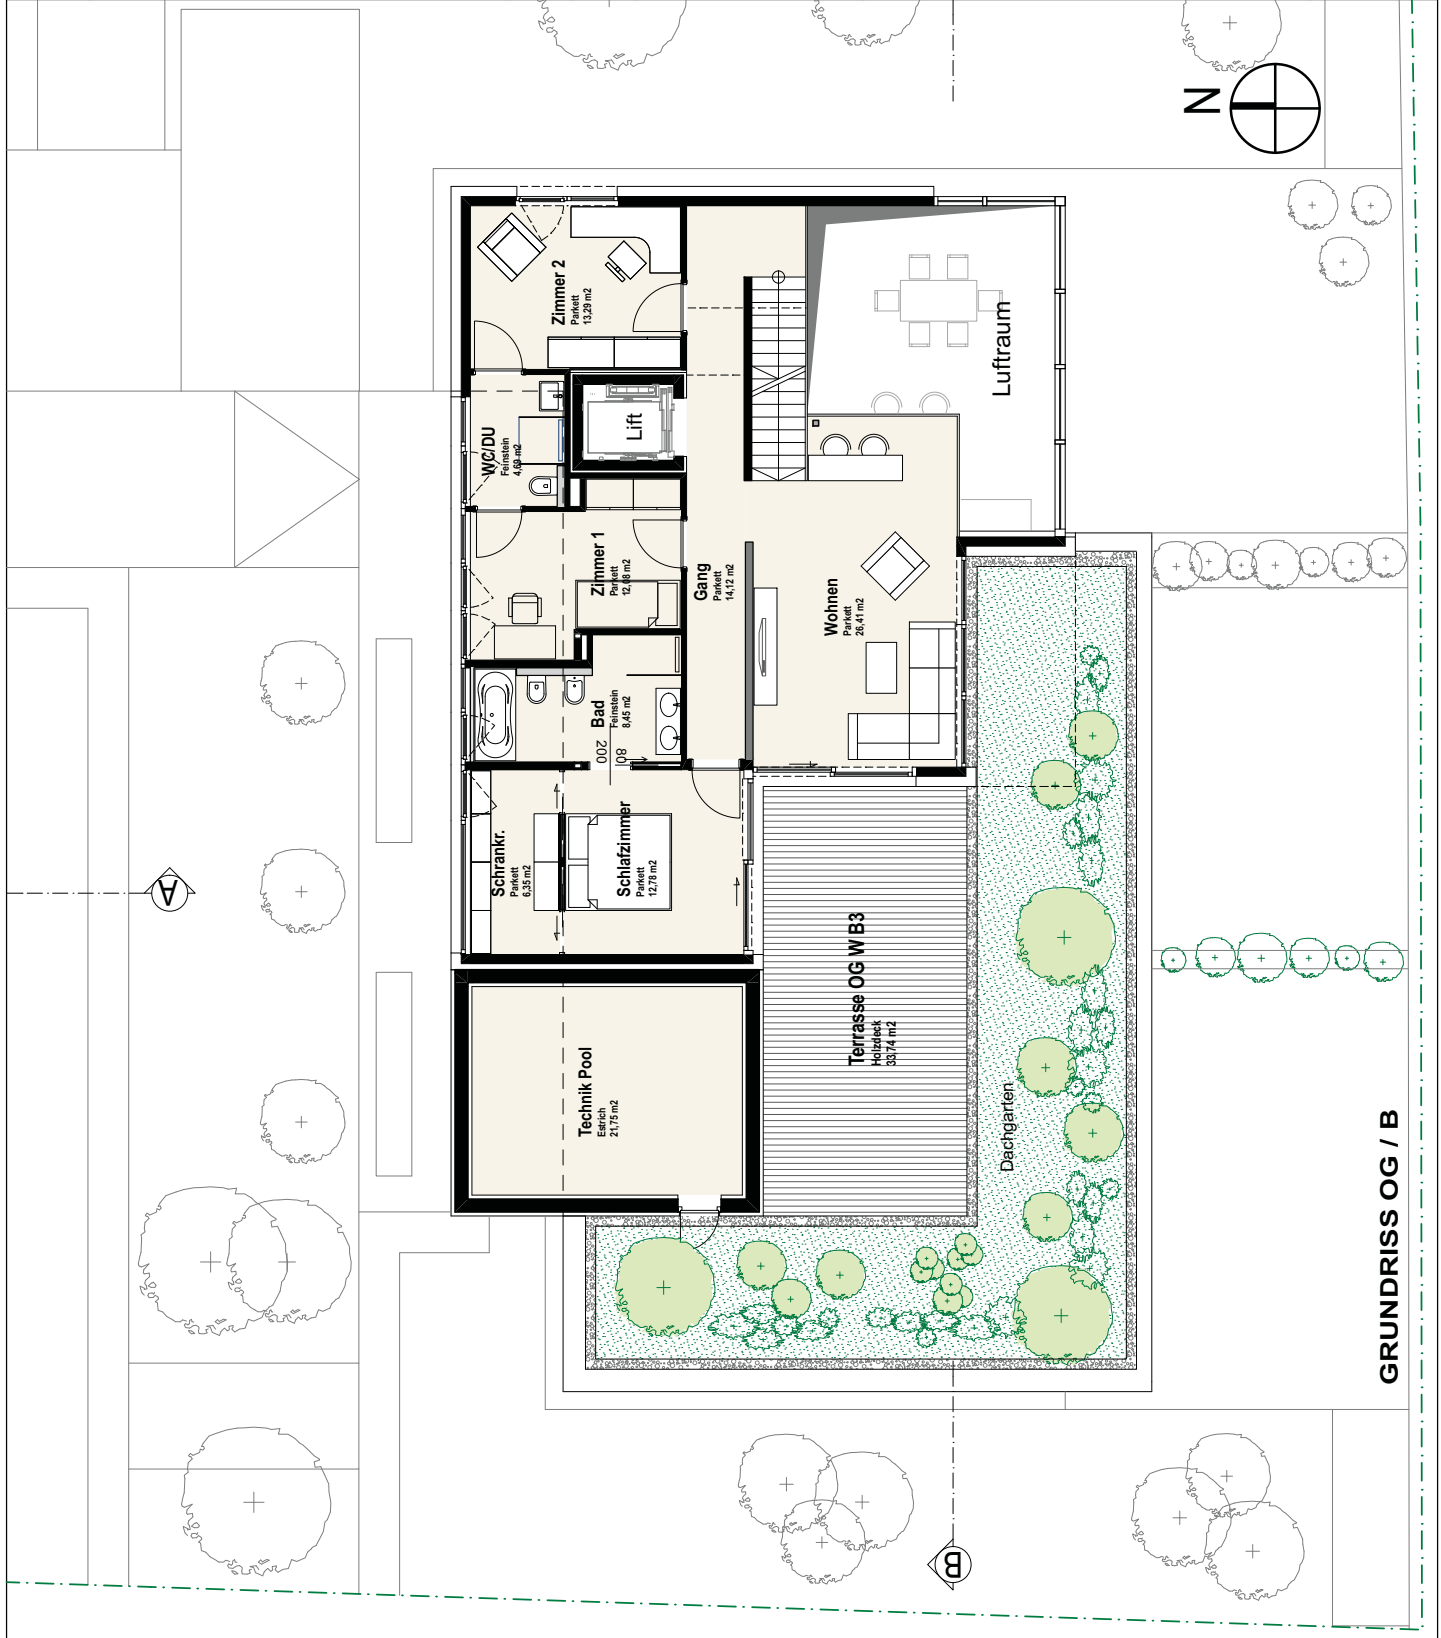 N
Zimmer 2
Parkett
13,29 m2
Luftraum
Lift
WC/DU
Feinstein
4,69 m2
Zimmer 1
Parkett
12,08 m2
Gang
Parkett
14,12 m2
Wohnen
Parkett
26,41 m2
Bad
Feinstein
8,45 m2
80
200
Schrankr.
Parkett
6,35 m2
Schlafzimmer
Parkett
12,78 m2
A
Terrasse OG W B3
Holzdeck
33,74 m2
Technik Pool
Estrich
21,75 m2
Dachgarten
GRUNDRISS OG / B
B